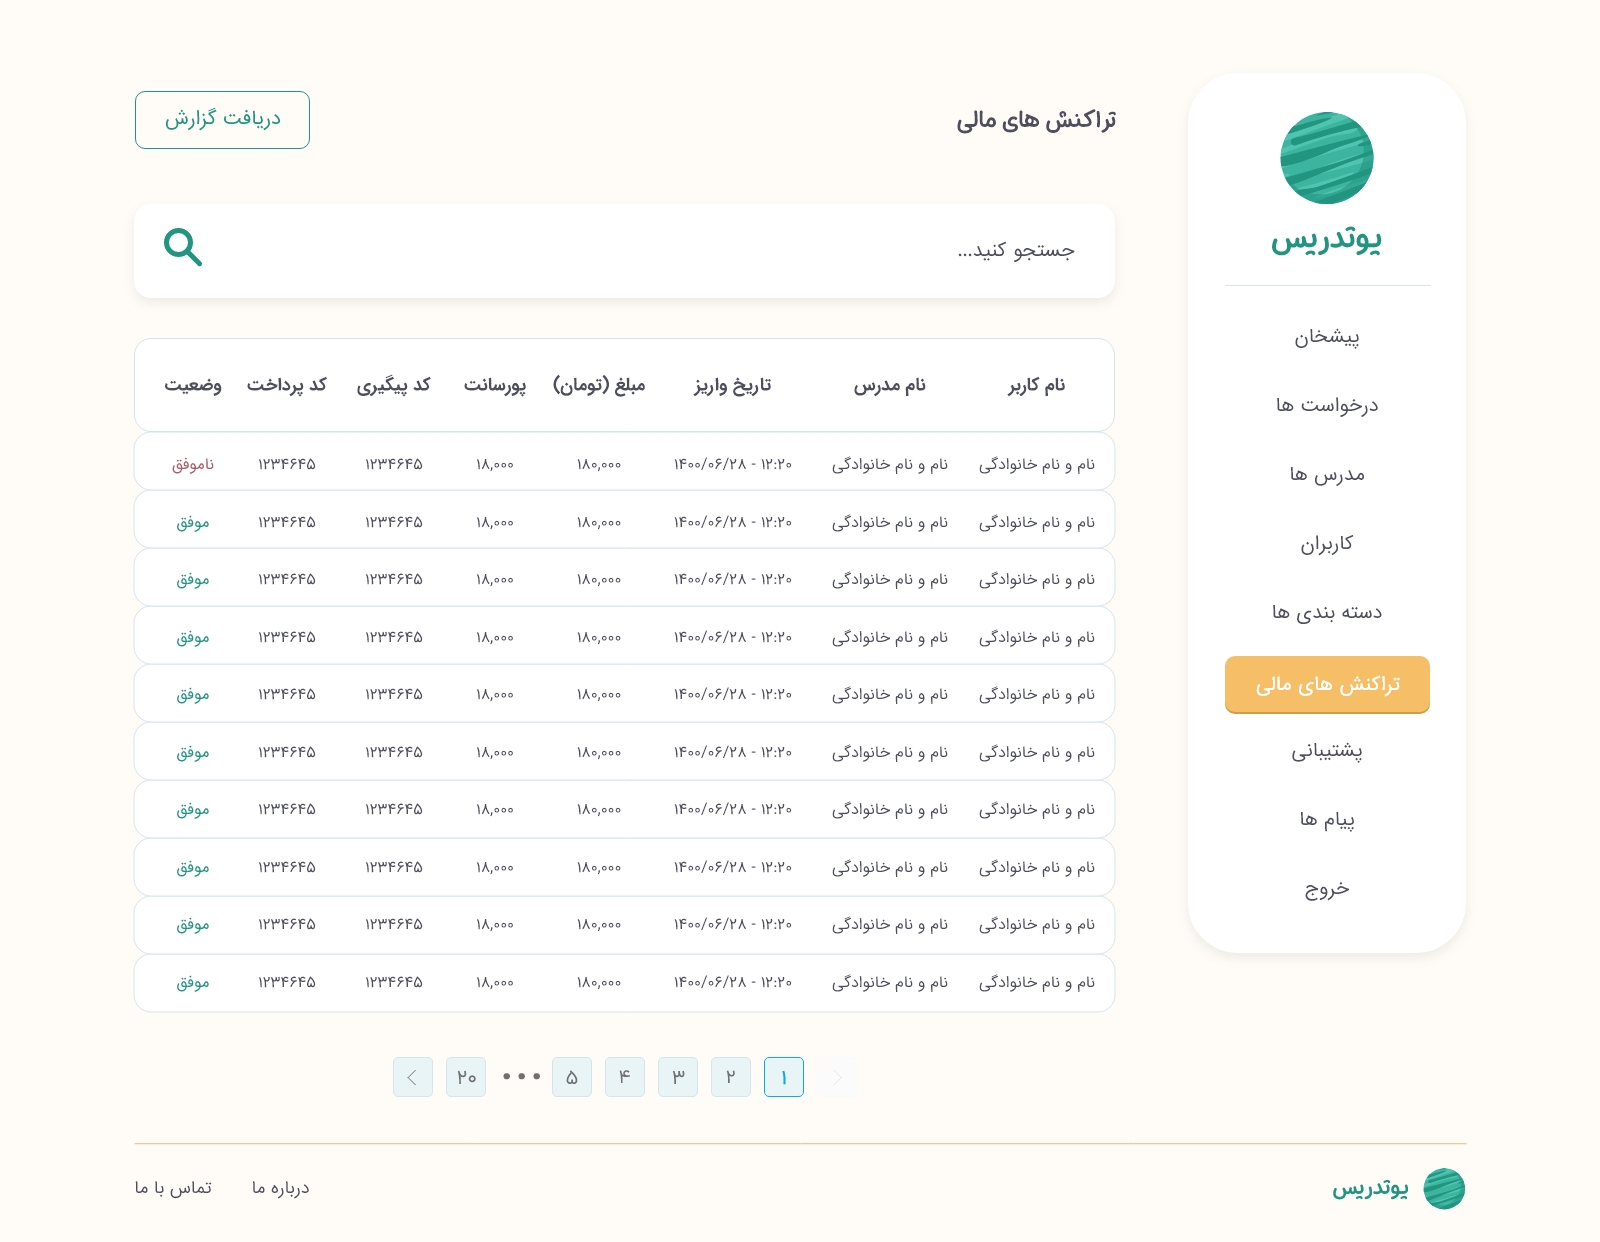 یوتدریس
پیشخان
درخواست ها
مدرس ها
کاربران
دسته بندی ها
تراکنش های مالی
پشتیبانی
پیام ها
خروج
تراکنش های مالی
دریافت گزارش
جستجو کنید...
نام کاربر نام مدرس تاریخ واریز مبلغ (تومان) پورسانت کد پیگیری کد پرداخت وضعیت
نام و نام خانوادگی نام و نام خانوادگی ۱۴۰۰/۰۶/۲۸ - ۱۲:۲۰ ۱۸۰,۰۰۰ ۱۸,۰۰۰ ۱۲۳۴۶۴۵ ۱۲۳۴۶۴۵ ناموفق
نام و نام خانوادگی نام و نام خانوادگی ۱۴۰۰/۰۶/۲۸ - ۱۲:۲۰ ۱۸۰,۰۰۰ ۱۸,۰۰۰ ۱۲۳۴۶۴۵ ۱۲۳۴۶۴۵ موفق
نام و نام خانوادگی نام و نام خانوادگی ۱۴۰۰/۰۶/۲۸ - ۱۲:۲۰ ۱۸۰,۰۰۰ ۱۸,۰۰۰ ۱۲۳۴۶۴۵ ۱۲۳۴۶۴۵ موفق
نام و نام خانوادگی نام و نام خانوادگی ۱۴۰۰/۰۶/۲۸ - ۱۲:۲۰ ۱۸۰,۰۰۰ ۱۸,۰۰۰ ۱۲۳۴۶۴۵ ۱۲۳۴۶۴۵ موفق
نام و نام خانوادگی نام و نام خانوادگی ۱۴۰۰/۰۶/۲۸ - ۱۲:۲۰ ۱۸۰,۰۰۰ ۱۸,۰۰۰ ۱۲۳۴۶۴۵ ۱۲۳۴۶۴۵ موفق
نام و نام خانوادگی نام و نام خانوادگی ۱۴۰۰/۰۶/۲۸ - ۱۲:۲۰ ۱۸۰,۰۰۰ ۱۸,۰۰۰ ۱۲۳۴۶۴۵ ۱۲۳۴۶۴۵ موفق
نام و نام خانوادگی نام و نام خانوادگی ۱۴۰۰/۰۶/۲۸ - ۱۲:۲۰ ۱۸۰,۰۰۰ ۱۸,۰۰۰ ۱۲۳۴۶۴۵ ۱۲۳۴۶۴۵ موفق
نام و نام خانوادگی نام و نام خانوادگی ۱۴۰۰/۰۶/۲۸ - ۱۲:۲۰ ۱۸۰,۰۰۰ ۱۸,۰۰۰ ۱۲۳۴۶۴۵ ۱۲۳۴۶۴۵ موفق
نام و نام خانوادگی نام و نام خانوادگی ۱۴۰۰/۰۶/۲۸ - ۱۲:۲۰ ۱۸۰,۰۰۰ ۱۸,۰۰۰ ۱۲۳۴۶۴۵ ۱۲۳۴۶۴۵ موفق
نام و نام خانوادگی نام و نام خانوادگی ۱۴۰۰/۰۶/۲۸ - ۱۲:۲۰ ۱۸۰,۰۰۰ ۱۸,۰۰۰ ۱۲۳۴۶۴۵ ۱۲۳۴۶۴۵ موفق
۱ ۲ ۳ ۴ ۵ ••• ۲۰
یوتدریس
درباره ما تماس با ما